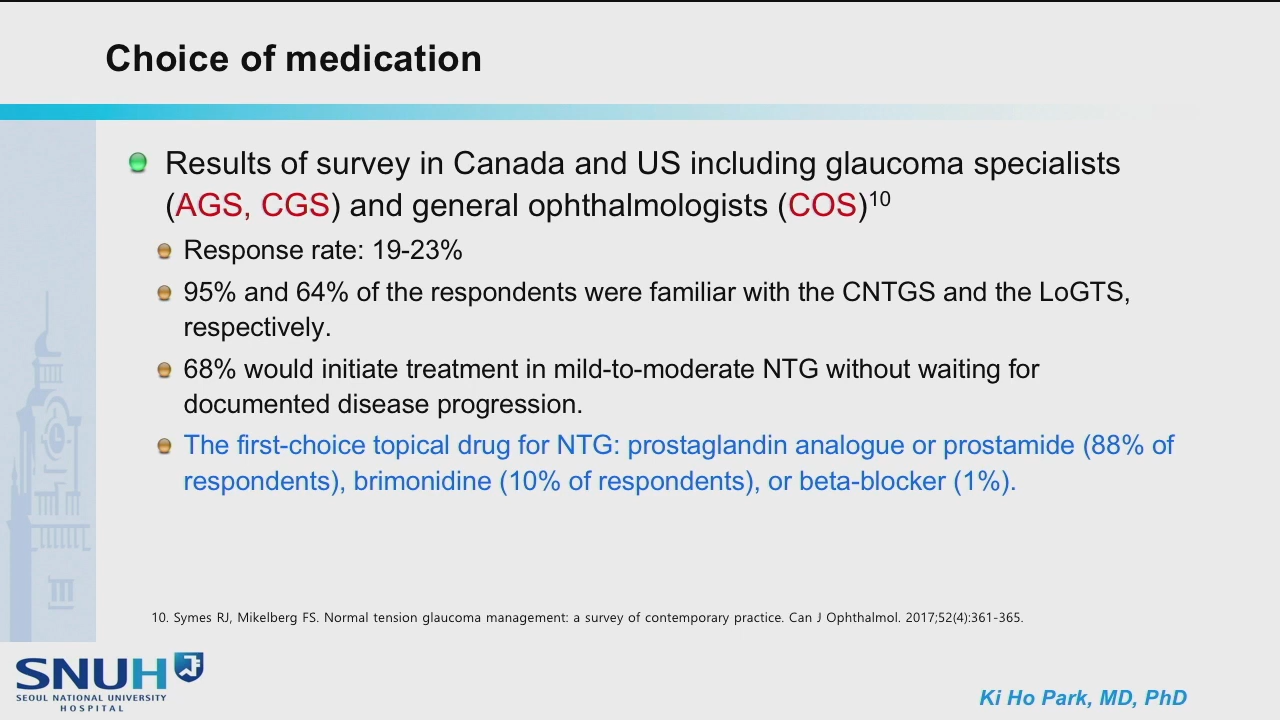 Choice of medication
Results of survey in Canada and US including glaucoma specialists
(AGS, CGS) and general ophthalmologists (COS)10
Response rate: 19-23%
95% and 64% of the respondents were familiar with the CNTGS and the LoGTS,
respectively.
68% would initiate treatment in mild-to-moderate NTG without waiting for
documented disease progression.
The first-choice topical drug for NTG: prostaglandin analogue or prostamide (88% of
respondents), brimonidine (10% of respondents), or beta-blocker (1%).
10. Symes RJ, Mikelberg FS. Normal tension glaucoma management: a survey of contemporary practice. Can J Ophthalmol. 2017;52(4):361-365.
SNUH
SEOUL NATIONAL UNIVERSITY
HOSPITAL
Ki Ho Park, MD, PhD